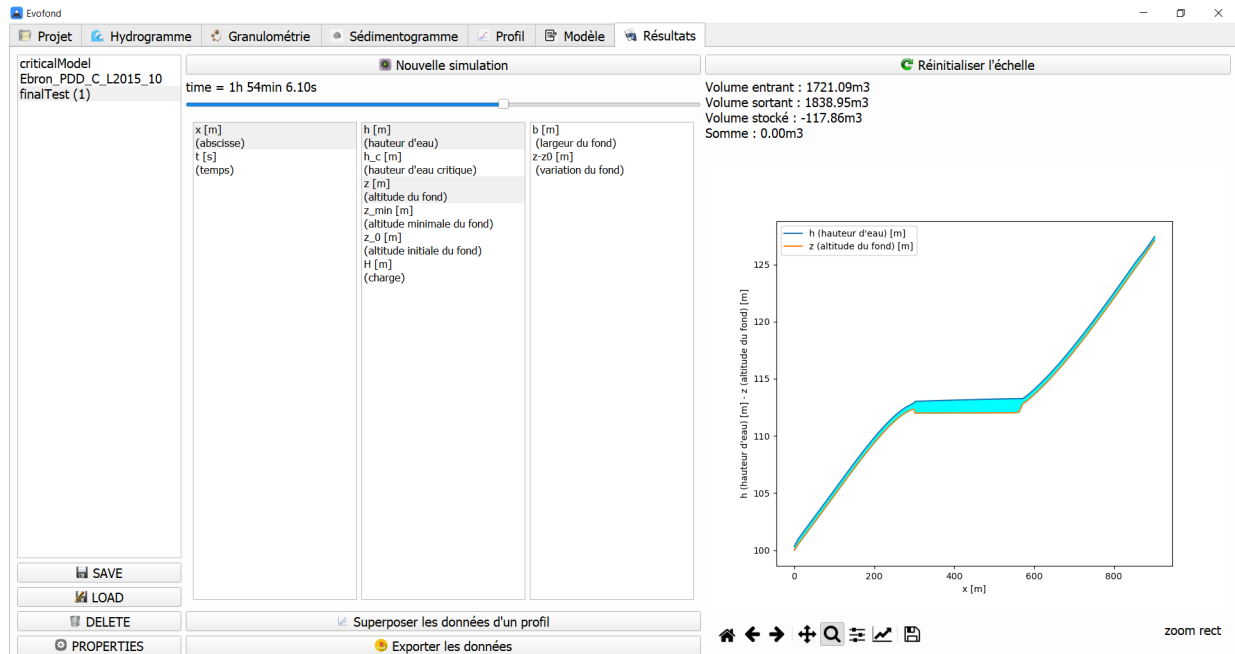 Evofond
Projet
Hydrogramme
Granulométrie
Sédimentogramme
Profil
Modèle
Résultats
criticalModel
Ebron_PDD_C_L2015_10
finalTest (1)
SAVE
LOAD
DELETE
PROPERTIES
Nouvelle simulation
time = 1h 54min 6.10s
x [m]
(abscisse)
t [s]
(temps)
h [m]
(hauteur d'eau)
h_c [m]
(hauteur d'eau critique)
z [m]
(altitude du fond)
z_min [m]
(altitude minimale du fond)
z_0 [m]
(altitude initiale du fond)
H [m]
(charge)
b [m]
(largeur du fond)
z-z0 [m]
(variation du fond)
Superposer les données d'un profil
Exporter les données
Réinitialiser l'échelle
Volume entrant : 1721.09m3
Volume sortant : 1838.95m3
Volume stocké : -117.86m3
Somme : 0.00m3
h (hauteur d'eau) [m]
z (altitude du fond) [m]
h (hauteur d'eau) [m] - z (altitude du fond) [m]
125
120
115
110
105
100
0 200 400 600 800
x [m]
zoom rect